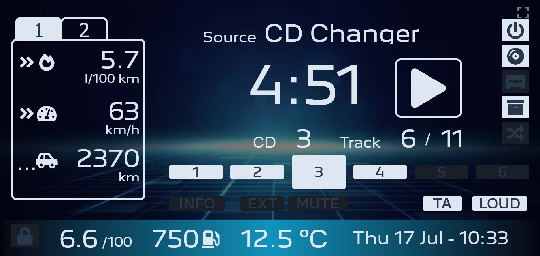 1 2
Source CD Changer
5.7
l/100 km
4:51
63
km/h
CD 3 Track 6 / 11
2370
km
1 2 3 4 5 6
INFO EXT MUTE TA LOUD
6.6 /100 750 12.5 °C Thu 17 Jul - 10:33